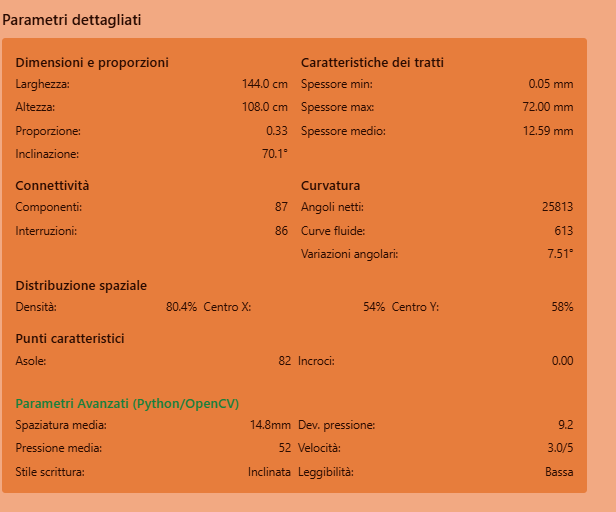 Parametri dettagliati
Dimensioni e proporzioni
Larghezza: 144.0 cm
Altezza: 108.0 cm
Proporzione: 0.33
Inclinazione: 70.1°
Caratteristiche dei tratti
Spessore min: 0.05 mm
Spessore max: 72.00 mm
Spessore medio: 12.59 mm
Connettività
Componenti: 87
Interruzioni: 86
Curvatura
Angoli netti: 25813
Curve fluide: 613
Variazioni angolari: 7.51°
Distribuzione spaziale
Densità: 80.4% Centro X: 54% Centro Y: 58%
Punti caratteristici
Asole: 82 Incroci: 0.00
Parametri Avanzati (Python/OpenCV)
Spaziatura media: 14.8mm Dev. pressione: 9.2
Pressione media: 52 Velocità: 3.0/5
Stile scrittura: Inclinata Leggibilità: Bassa